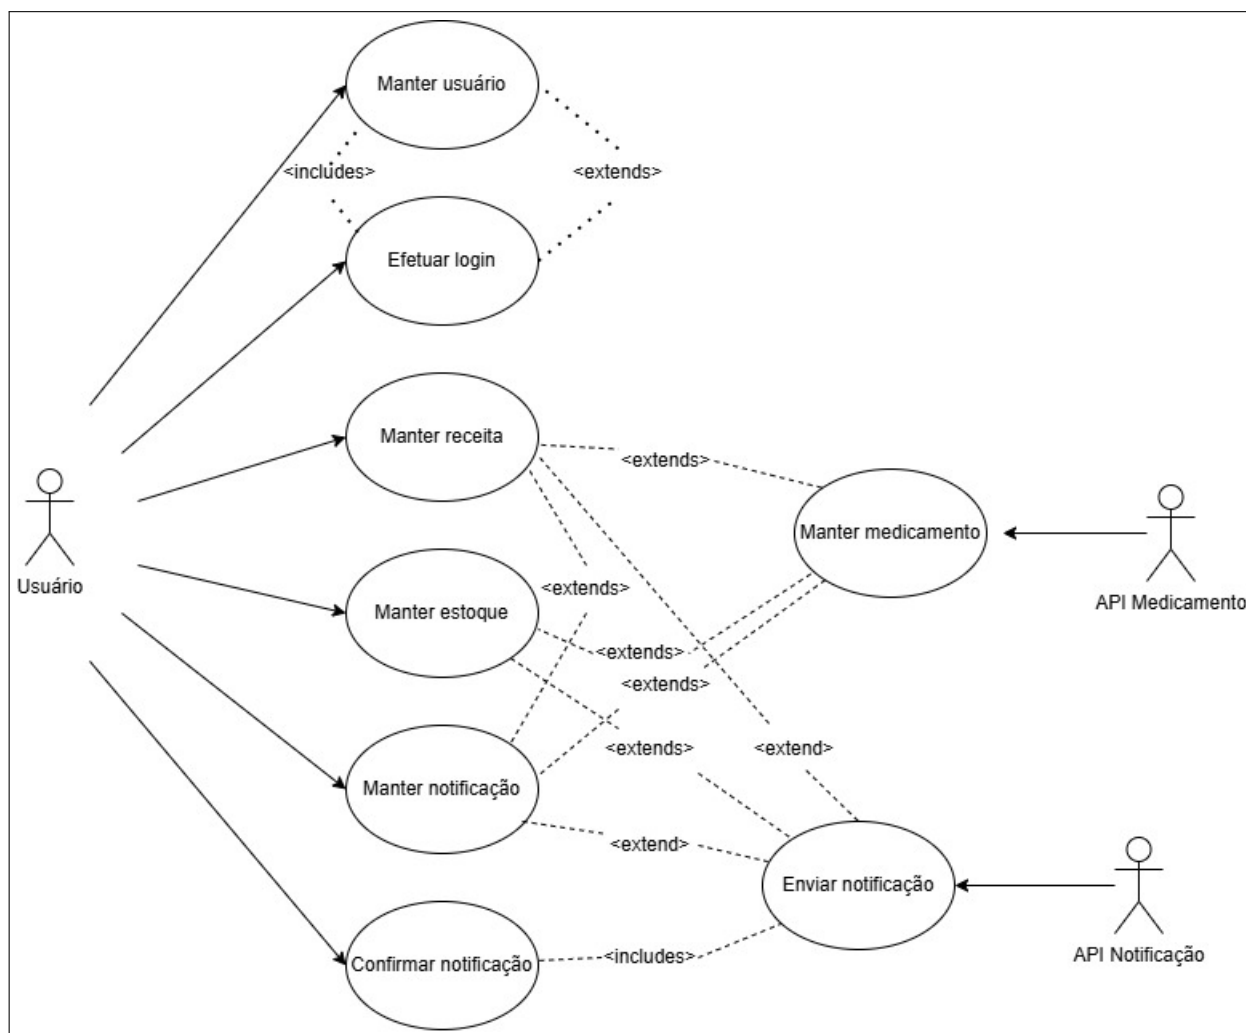 Manter usuário
<includes>
<extends>
Efetuar login
Manter receita
<extends>
Manter medicamento
Usuário
API Medicamento
<extends>
Manter estoque
<extends>
<extends>
<extends>
<extend>
Manter notificação
<extend>
Enviar notificação
API Notificação
Confirmar notificação
<includes>